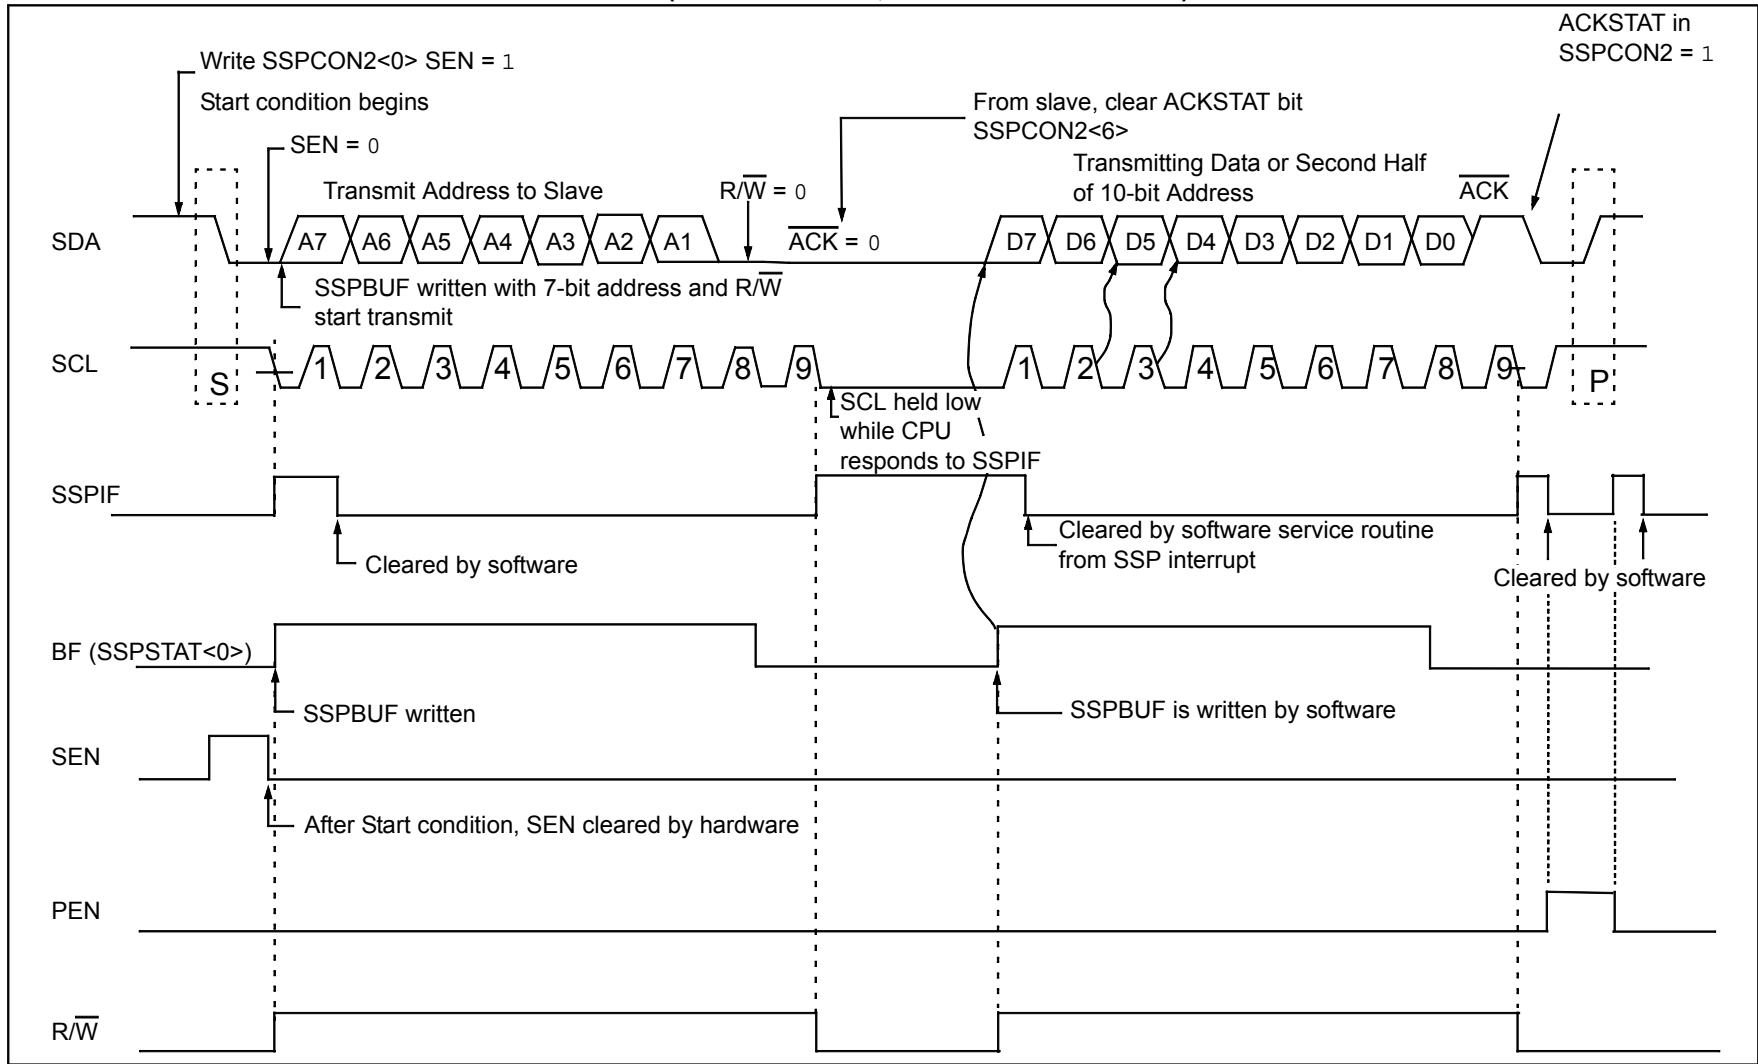 ACKSTAT in
SSPCON2 = 1
Write SSPCON2<0> SEN = 1
Start condition begins
From slave, clear ACKSTAT bit
SSPCON2<6>
SEN = 0
Transmitting Data or Second Half
of 10-bit Address
Transmit Address to Slave
R/W̅ = 0
A̅C̅K̅
SDA
A7 A6 A5 A4 A3 A2 A1
A̅C̅K̅ = 0
D7 D6 D5 D4 D3 D2 D1 D0
SSPBUF written with 7-bit address and R/W̅
start transmit
SCL
S
1 2 3 4 5 6 7 8 9
1 2 3 4 5 6 7 8 9
P
SCL held low
while CPU
responds to SSPIF
SSPIF
Cleared by software
Cleared by software service routine
from SSP interrupt
Cleared by software
BF (SSPSTAT<0>)
SSPBUF written
SSPBUF is written by software
SEN
After Start condition, SEN cleared by hardware
PEN
R/W̅